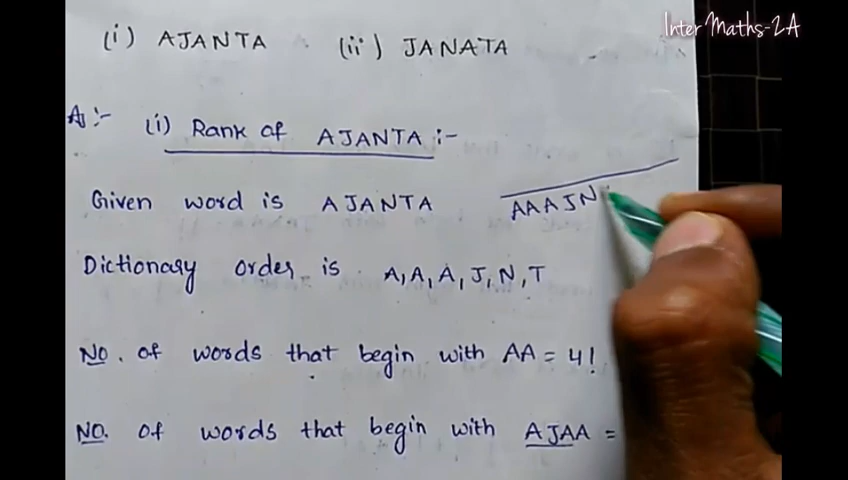 Inter Maths-2A
(i) AJANTA (ii) JANATA
A:- (i) Rank of AJANTA :-
Given word is AJANTA AAAJN
Dictionary order is A, A, A, J, N, T
NO. of words that begin with AA = 4!
NO. of words that begin with AJAA =